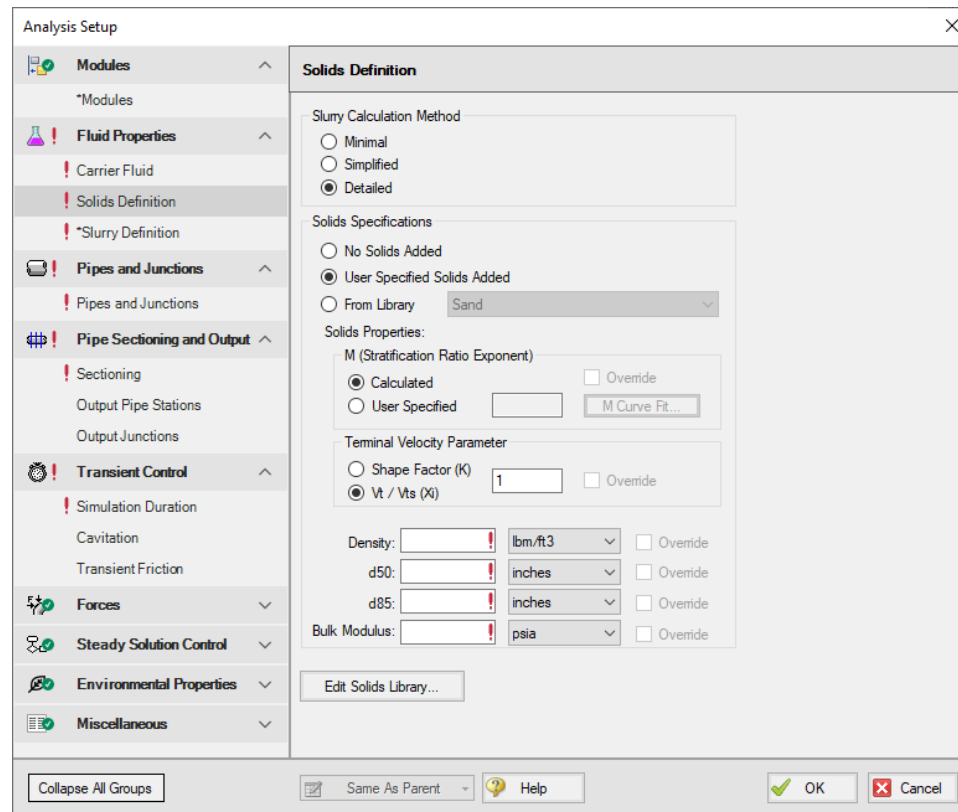 Analysis Setup
Modules
*Modules
Fluid Properties
Carrier Fluid
Solids Definition
*Slurry Definition
Pipes and Junctions
Pipes and Junctions
Pipe Sectioning and Output
Sectioning
Output Pipe Stations
Output Junctions
Transient Control
Simulation Duration
Cavitation
Transient Friction
Forces
Steady Solution Control
Environmental Properties
Miscellaneous
Solids Definition
Slurry Calculation Method
Minimal
Simplified
Detailed
Solids Specifications
No Solids Added
User Specified Solids Added
From Library Sand
Solids Properties:
M (Stratification Ratio Exponent)
Calculated Override
User Specified M Curve Fit...
Terminal Velocity Parameter
Shape Factor (K)
1 Override
Vt / Vts (Xi)
Density: lbm/ft3 Override
d50: inches Override
d85: inches Override
Bulk Modulus: psia Override
Edit Solids Library...
Collapse All Groups Same As Parent Help OK Cancel